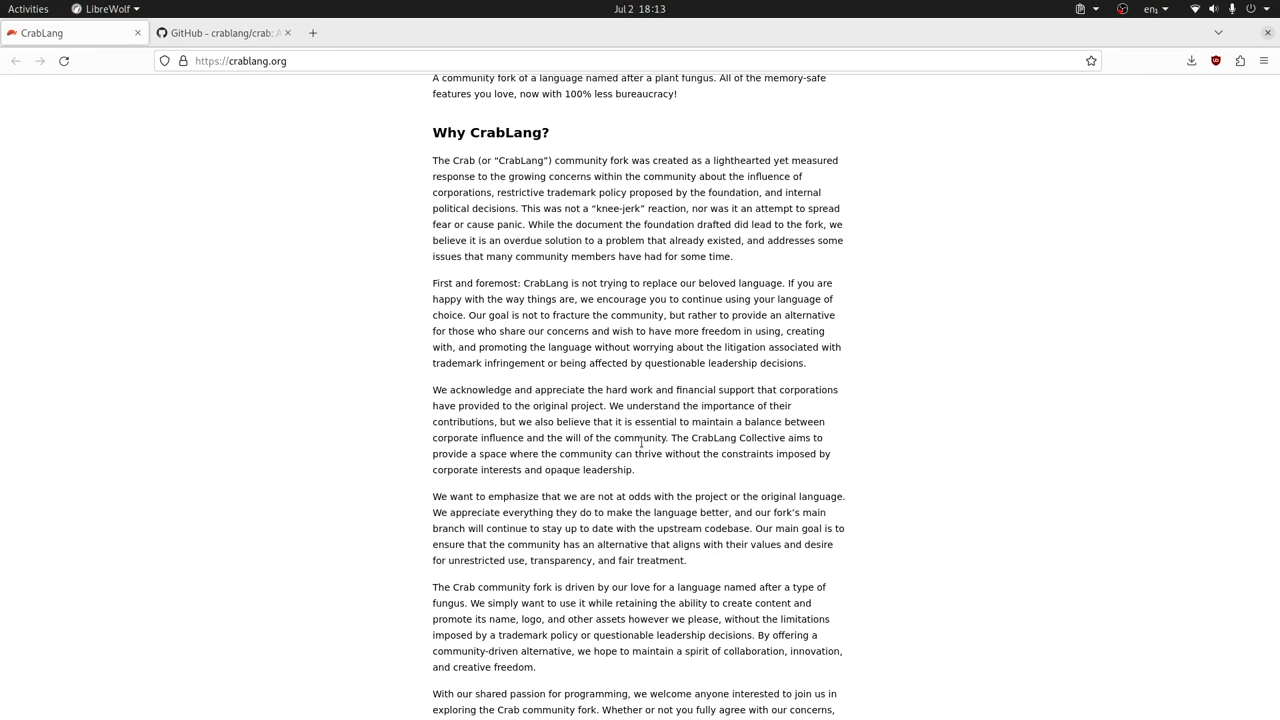 Activities
LibreWolf
Jul 2 18:13
en₁
CrabLang
GitHub - crablang/crab: A
https://crablang.org
A community fork of a language named after a plant fungus. All of the memory-safe
features you love, now with 100% less bureaucracy!
Why CrabLang?
The Crab (or “CrabLang”) community fork was created as a lighthearted yet measured
response to the growing concerns within the community about the influence of
corporations, restrictive trademark policy proposed by the foundation, and internal
political decisions. This was not a “knee-jerk” reaction, nor was it an attempt to spread
fear or cause panic. While the document the foundation drafted did lead to the fork, we
believe it is an overdue solution to a problem that already existed, and addresses some
issues that many community members have had for some time.
First and foremost: CrabLang is not trying to replace our beloved language. If you are
happy with the way things are, we encourage you to continue using your language of
choice. Our goal is not to fracture the community, but rather to provide an alternative
for those who share our concerns and wish to have more freedom in using, creating
with, and promoting the language without worrying about the litigation associated with
trademark infringement or being affected by questionable leadership decisions.
We acknowledge and appreciate the hard work and financial support that corporations
have provided to the original project. We understand the importance of their
contributions, but we also believe that it is essential to maintain a balance between
corporate influence and the will of the community. The CrabLang Collective aims to
provide a space where the community can thrive without the constraints imposed by
corporate interests and opaque leadership.
We want to emphasize that we are not at odds with the project or the original language.
We appreciate everything they do to make the language better, and our fork’s main
branch will continue to stay up to date with the upstream codebase. Our main goal is to
ensure that the community has an alternative that aligns with their values and desire
for unrestricted use, transparency, and fair treatment.
The Crab community fork is driven by our love for a language named after a type of
fungus. We simply want to use it while retaining the ability to create content and
promote its name, logo, and other assets however we please, without the limitations
imposed by a trademark policy or questionable leadership decisions. By offering a
community-driven alternative, we hope to maintain a spirit of collaboration, innovation,
and creative freedom.
With our shared passion for programming, we welcome anyone interested to join us in
exploring the Crab community fork. Whether or not you fully agree with our concerns,